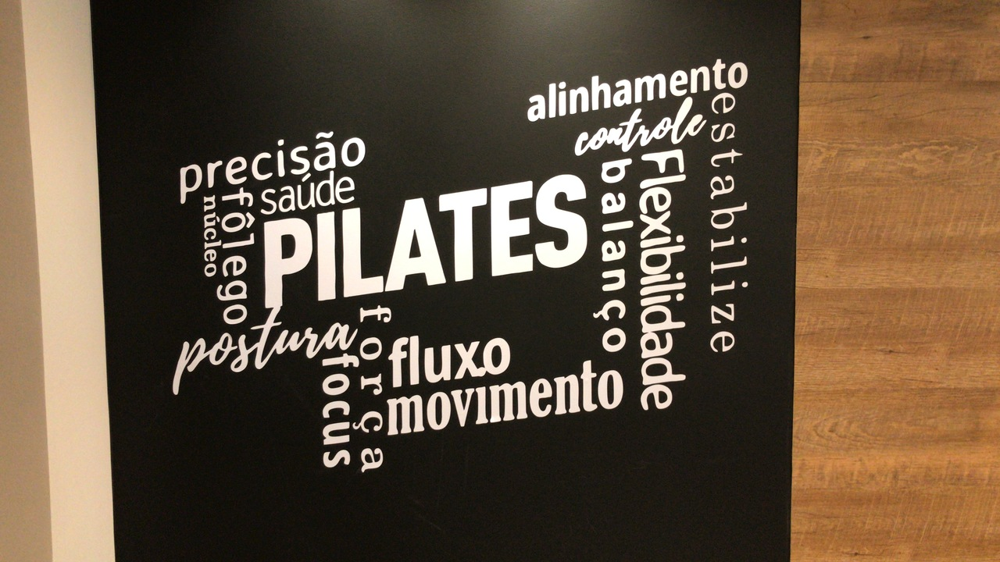 alinhamento
controle
estabilize
precisão
saúde
fôlego
núcleo
PILATES
balanço
Flexibilidade
postura
força
focus
fluxo
movimento